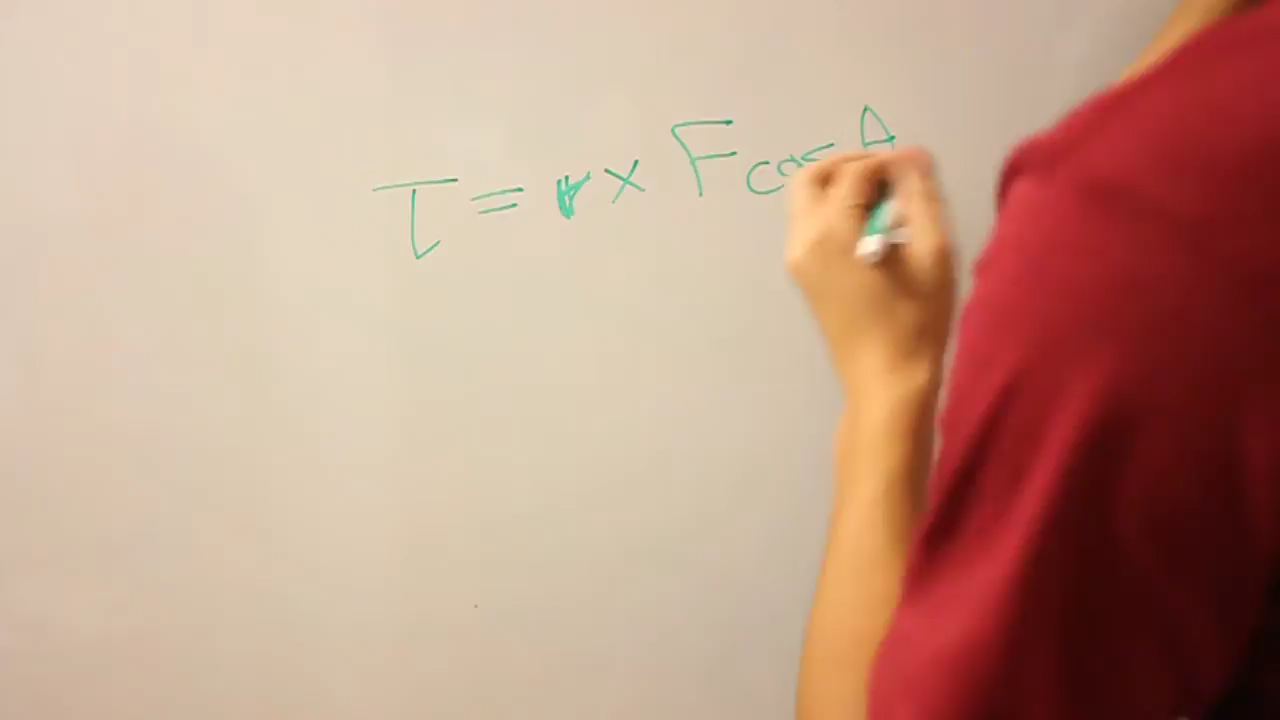 τ = r × F cos θ